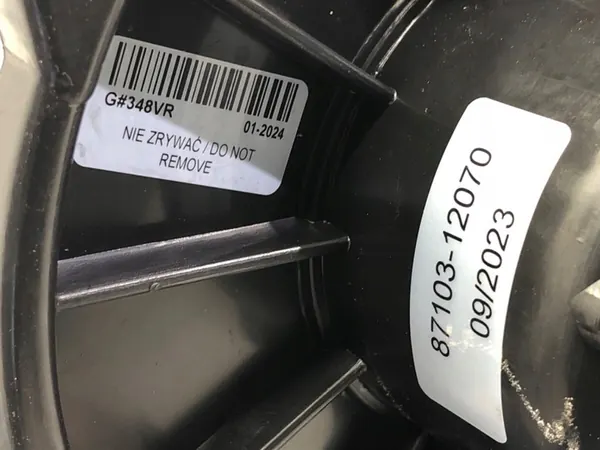 G#348VR
01-2024
NIE ZRYWAĆ / DO NOT
REMOVE
87103-12070
09/2023